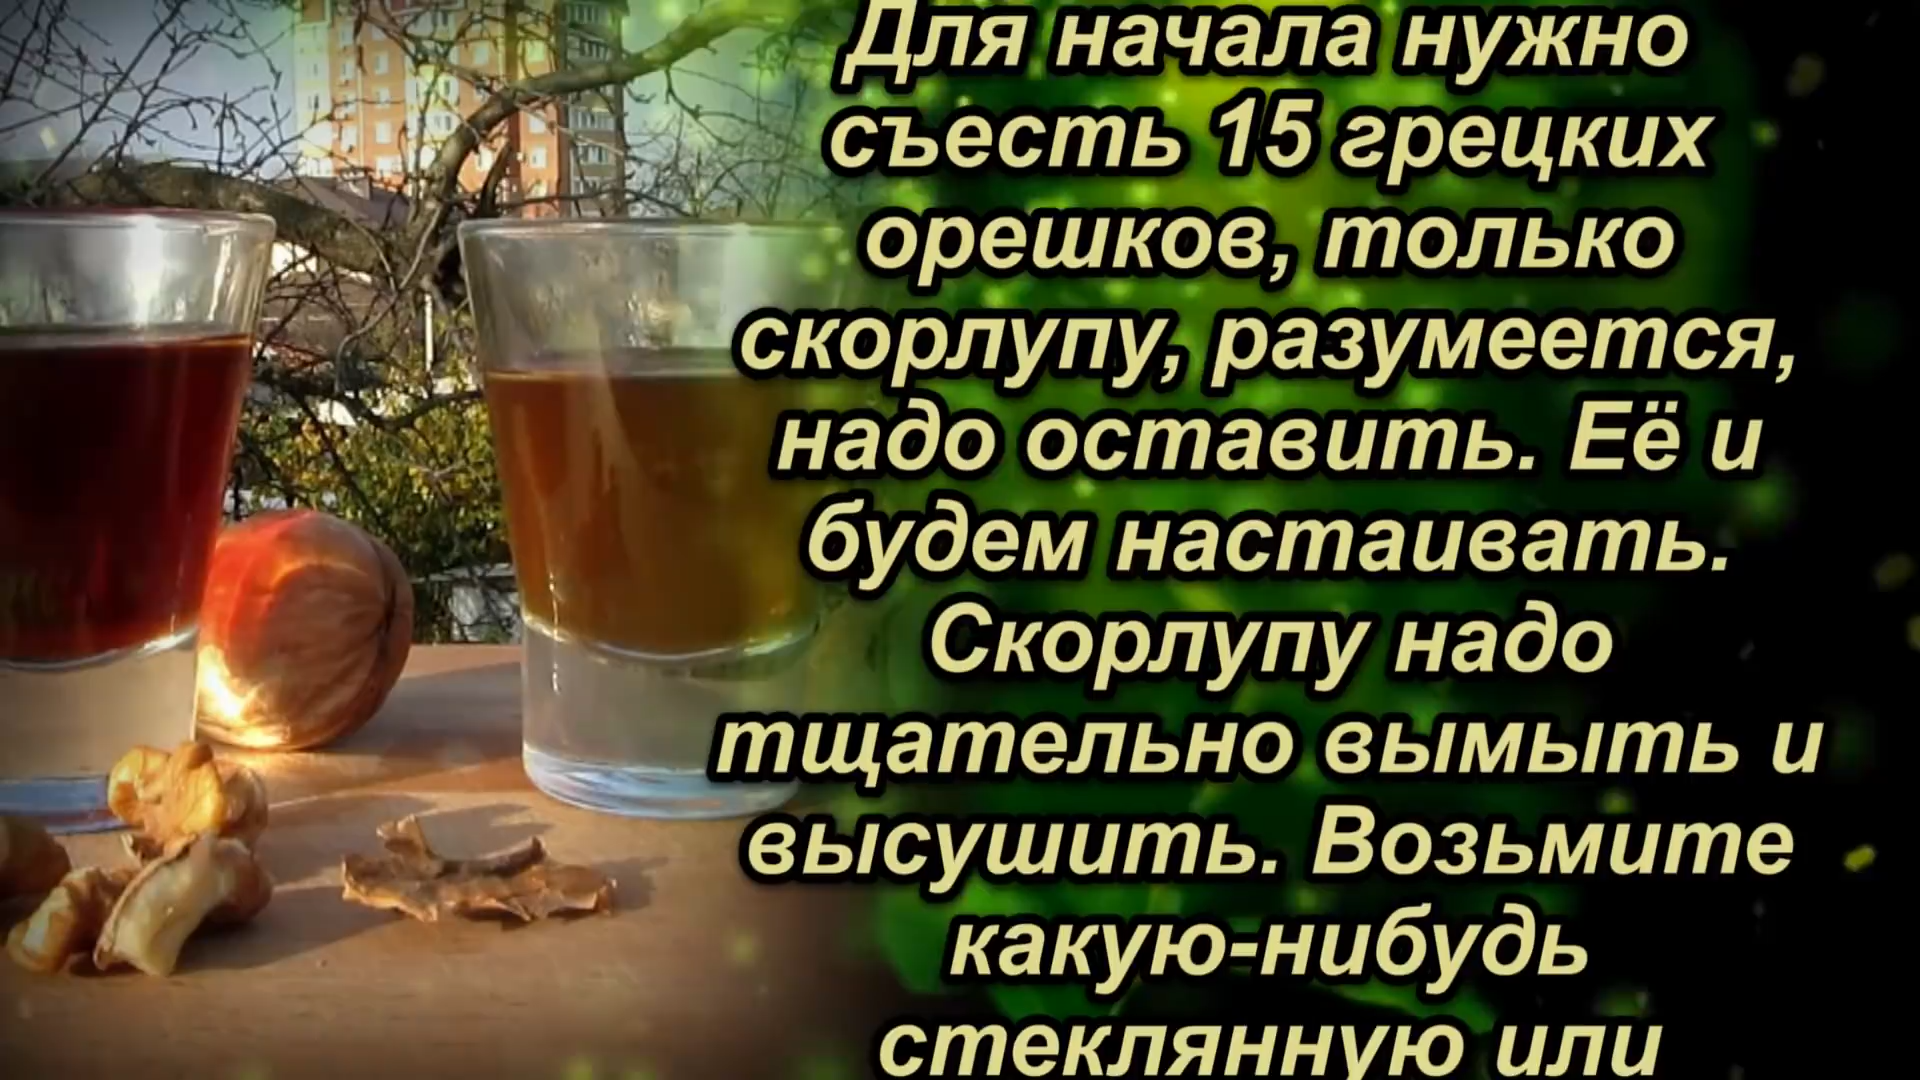 Для начала нужно
съесть 15 грецких
орешков, только
скорлупу, разумеется,
надо оставить. Её и
будем настаивать.
Скорлупу надо
тщательно вымыть и
высушить. Возьмите
какую-нибудь
стеклянную или